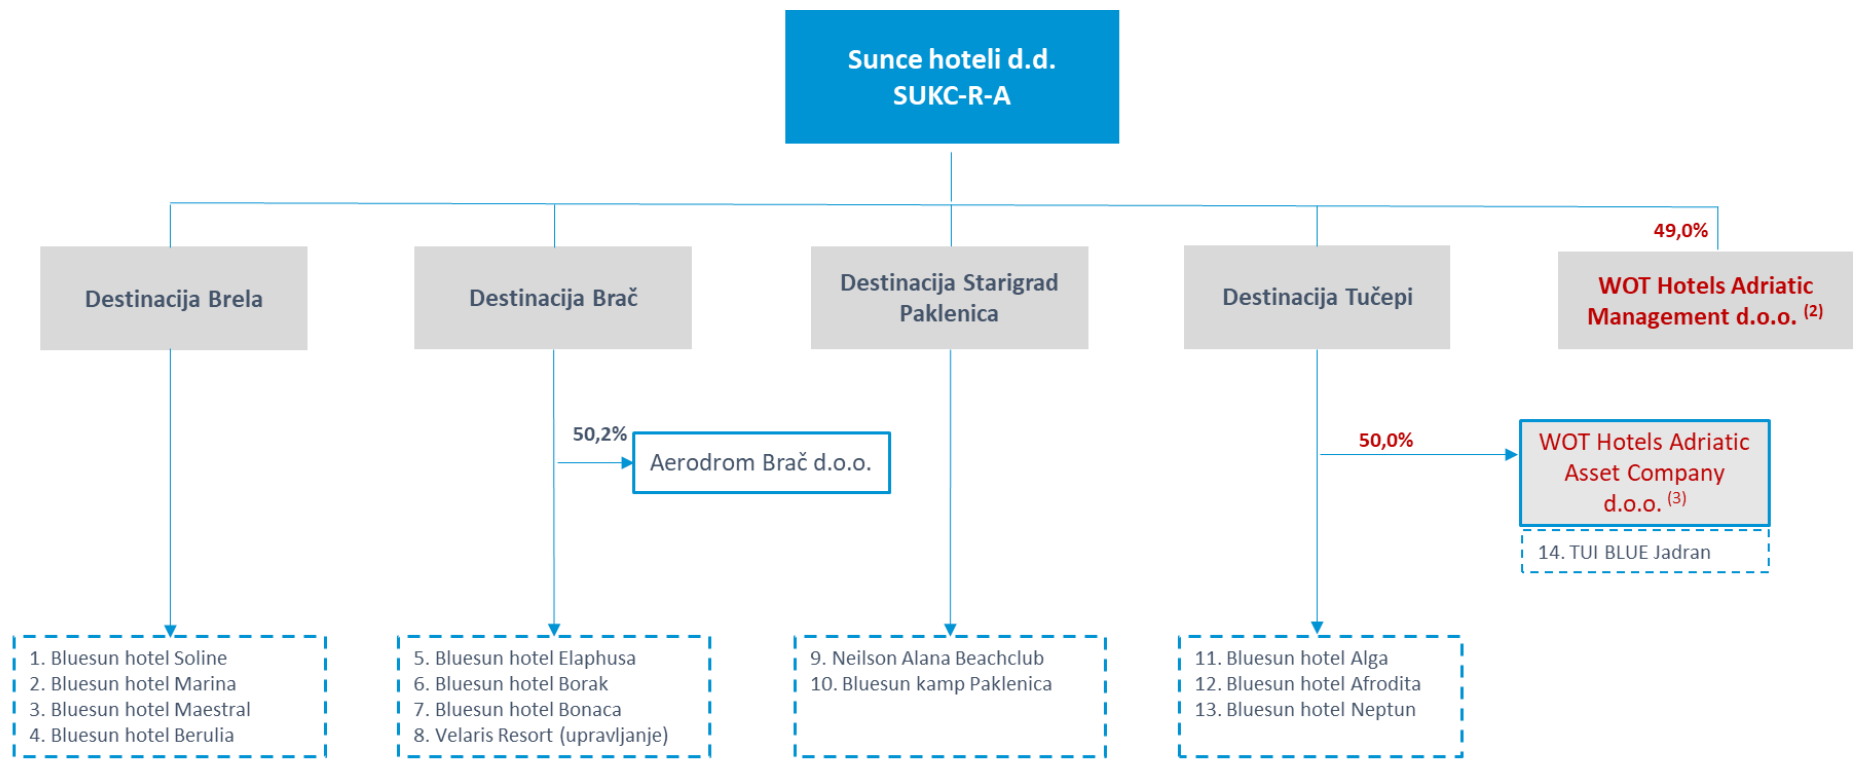 Sunce hoteli d.d.
SUKC-R-A
49,0%
Destinacija Brela
Destinacija Brač
Destinacija Starigrad
Paklenica
Destinacija Tučepi
WOT Hotels Adriatic
Management d.o.o. (2)
50,2%
Aerodrom Brač d.o.o.
50,0%
WOT Hotels Adriatic
Asset Company
d.o.o. (3)
14. TUI BLUE Jadran
1. Bluesun hotel Soline
2. Bluesun hotel Marina
3. Bluesun hotel Maestral
4. Bluesun hotel Berulia
5. Bluesun hotel Elaphusa
6. Bluesun hotel Borak
7. Bluesun hotel Bonaca
8. Velaris Resort (upravljanje)
9. Neilson Alana Beachclub
10. Bluesun kamp Paklenica
11. Bluesun hotel Alga
12. Bluesun hotel Afrodita
13. Bluesun hotel Neptun